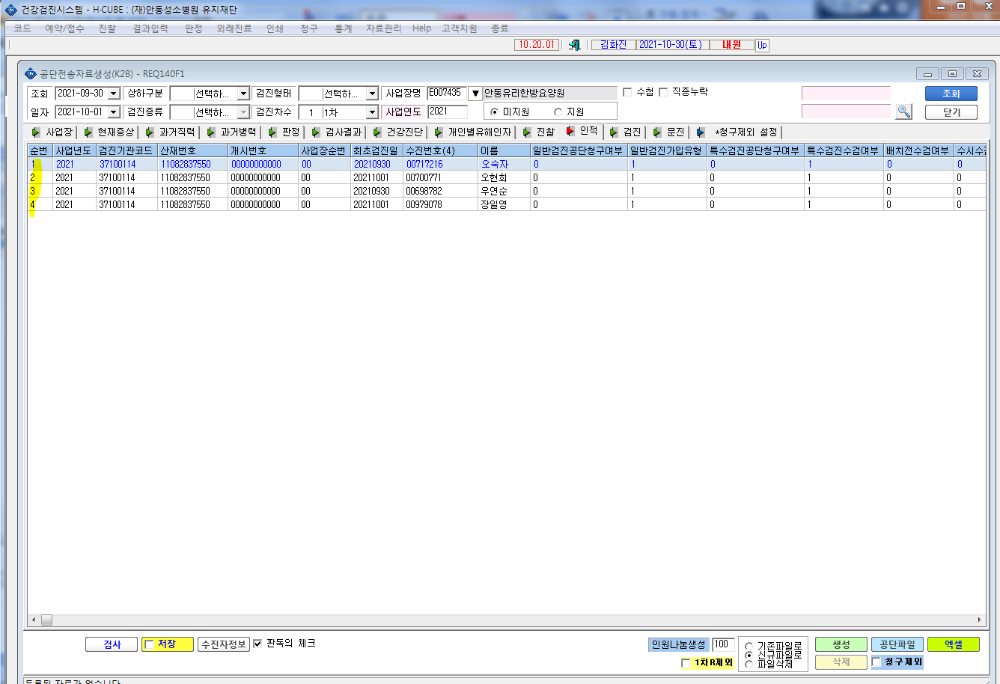 건강검진시스템 - H-CUBE : (재)안동성소병원 유지재단
코드 예약/접수 진찰 결과입력 판정 외래진료 인쇄 청구 통계 자료관리 Help 고객지원 종료
10.20.01 김화진 2021-10-30(토) 내원 Up
공단전송자료생성(K2B) - REQ140F1
조회 2021-09-30 상하구분 선택하... 검진형태 선택하... 사업장명 E007435 안동유리한방요양원 수첩 직종누락 조회
일자 2021-10-01 검진종류 선택하... 검진차수 1 1차 사업연도 2021 미지원 지원 닫기
사업장 현재증상 과거직력 과거병력 판정 검사결과 건강진단 개인별유해인자 진찰 인적 검진 문진 *청구제외 설정
순번 사업년도 검진기관코드 산재번호 개시번호 사업장순번 최초검진일 수진번호(4) 이름 일반검진공단청구여부 일반검진가입유형 특수검진공단청구여부 특수검진수검여부 배치전수검여부 수시수
1 2021 37100114 11082837550 00000000000 00 20210930 00717216 오숙자 0 1 0 1 0 0
2 2021 37100114 11082837550 00000000000 00 20211001 00700771 오현희 0 1 0 1 0 0
3 2021 37100114 11082837550 00000000000 00 20210930 00698782 우연순 0 1 0 1 0 0
4 2021 37100114 11082837550 00000000000 00 20211001 00979078 장일영 0 1 0 1 0 0
검사 저장 수진자정보 판독의 체크 인원나눔생성 100 기존파일로 생성 공단파일 엑셀
신규파일로
1차R제외 파일삭제 삭제 청구제외
등록된 자료가 없습니다